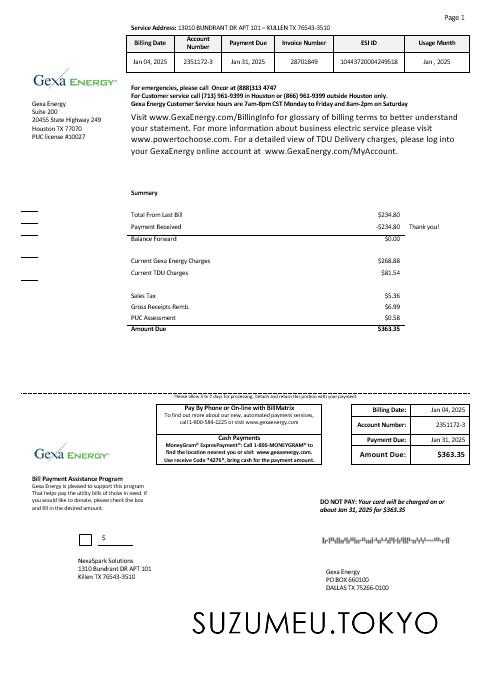 Page 1
Service Address: 13010 BUNDRANT DR APT 101 – KULLEN TX 76543-3510
Billing Date Account Number Payment Due Invoice Number ESI ID Usage Month
Jan 04, 2025 2351172-3 Jan 31, 2025 28701849 10443720004249518 Jan , 2025
GEXA ENERGY®
For emergencies, please call Oncor at (888)313 4747
For Customer service call (713) 961-9399 in Houston or (866) 961-9399 outside Houston only.
Gexa Energy Customer Service hours are 7am-8pm CST Monday to Friday and 8am-2pm on Saturday
Gexa Energy
Suite 200
20455 State Highway 249
Houston TX 77070
PUC license #10027
Visit www.GexaEnergy.com/BillingInfo for glossary of billing terms to better understand
your statement. For more information about business electric service please visit
www.powertochoose.com. For a detailed view of TDU Delivery charges, please log into
your GexaEnergy online account at www.GexaEnergy.com/MyAccount.
Summary
Total From Last Bill $234.80
Payment Received -$234.80 Thank you!
Balance Forward $0.00
Current Gexa Energy Charges $268.88
Current TDU Charges $81.54
Sales Tax $5.36
Gross Receipts Remb. $6.99
PUC Assessment $0.58
Amount Due $363.35
Please allow 5 to 7 days for processing. Detach and return this portion with your payment
Pay By Phone or On-line with BillMatrix
To find out more about our new, automated payment services,
call 1-800-584-1225 or visit www.gexaenergy.com
Cash Payments
MoneyGram® ExpresPayment®: Call 1-800-MONEYGRAM® to
find the location nearest you or visit www.gexaenergy.com.
Use receive Code *4276*, bring cash for the payment amount.
Billing Date: Jan 04, 2025
Account Number: 2351172-3
Payment Due: Jan 31, 2025
Amount Due: $363.35
GEXA ENERGY®
Bill Payment Assistance Program
Gexa Energy is pleased to support this program
That helps pay the utility bills of those in need. If
you would like to donate, please check the box
and fill in the desired amount.
DO NOT PAY: Your card will be charged on or
about Jan 31, 2025 for $363.35
$
NexaSpark Solutions
1310 Bundrant DR APT 101
Killen TX 76543-3510
Gexa Energy
PO BOX 660100
DALLAS TX 75266-0100
SUZUMEU.TOKYO